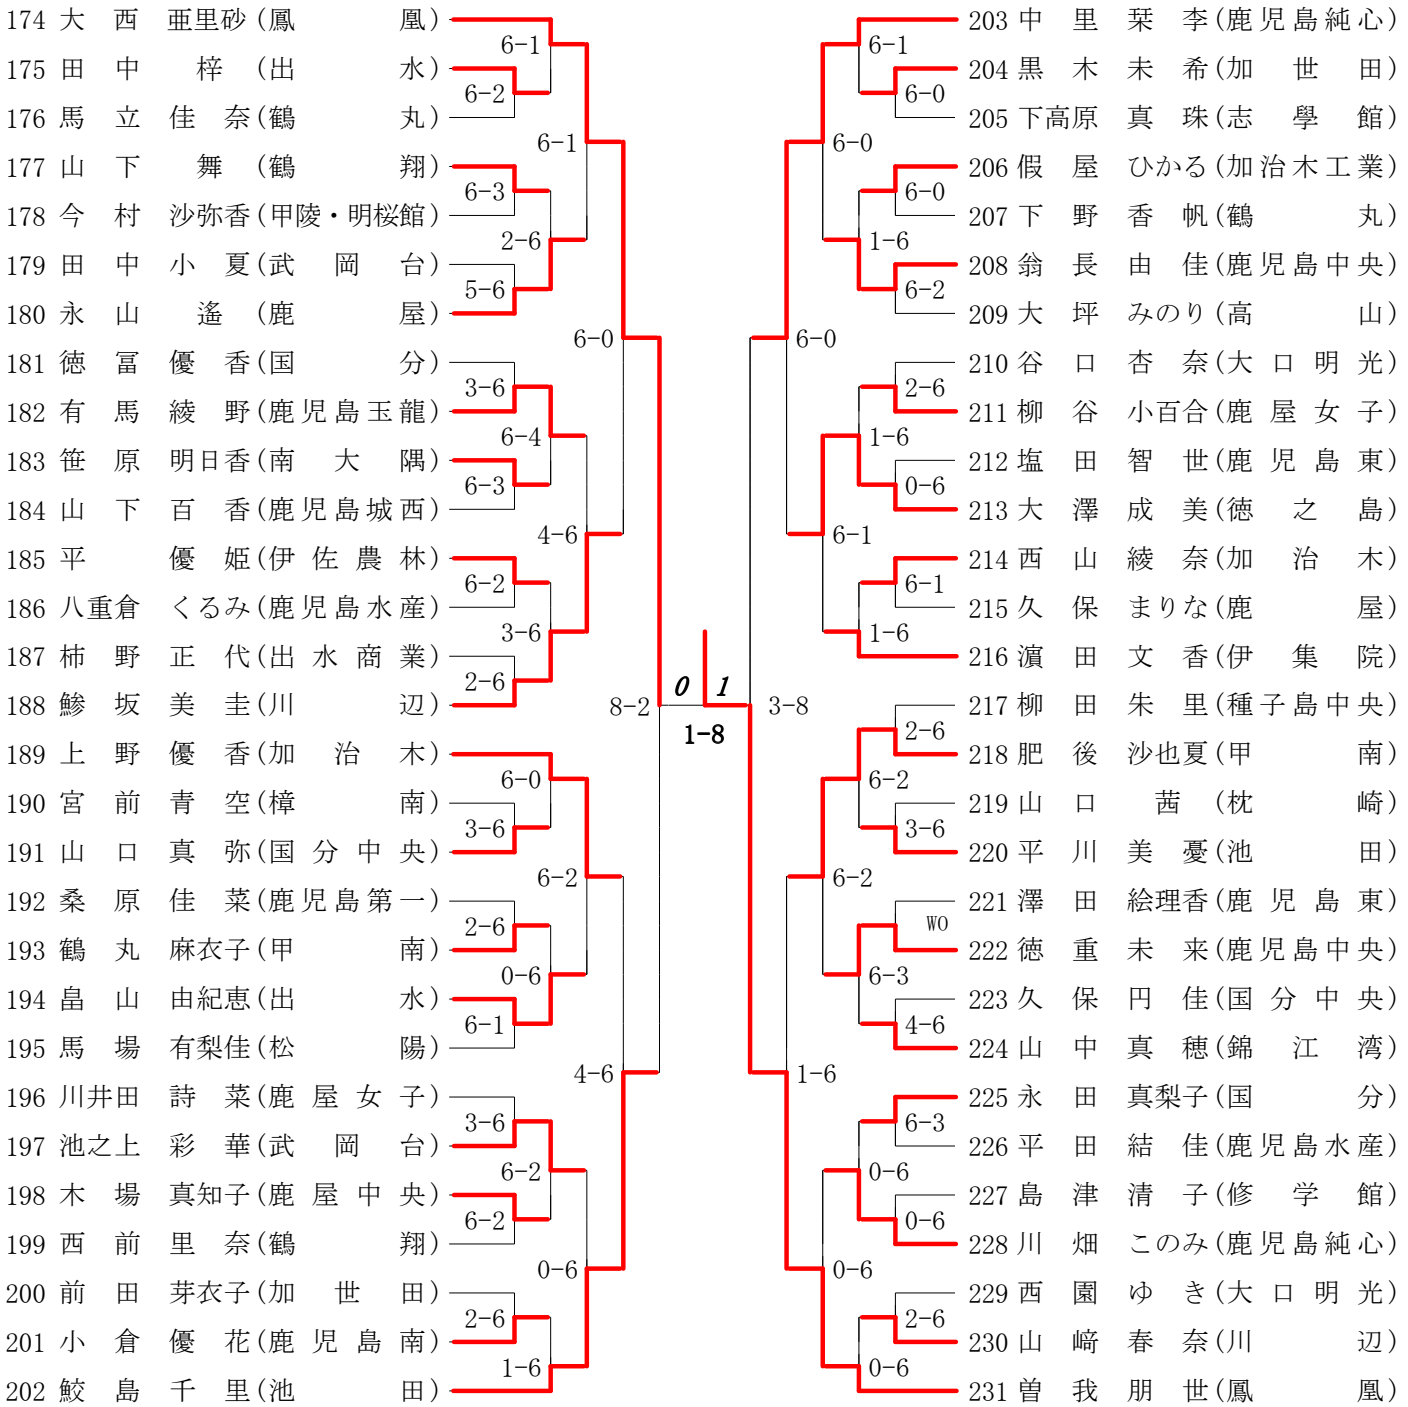 174 大西 亜里砂 (鳳凰)
6-1
175 田中 梓 (出水)
6-2
176 馬立 佳奈 (鶴丸)
6-1
177 山下 舞 (鶴翔)
6-3
178 今村 沙弥香 (甲陵・明桜館)
2-6
179 田中 小夏 (武岡台)
5-6
180 永山 遙 (鹿屋)
6-0
181 徳冨 優香 (国分)
3-6
182 有馬 綾野 (鹿児島玉龍)
6-4
183 笹原 明日香 (南大隅)
6-3
184 山下 百香 (鹿児島城西)
4-6
185 平 優姫 (伊佐農林)
6-2
186 八重倉 くるみ (鹿児島水産)
3-6
187 柿野 正代 (出水商業)
2-6
188 鯵坂 美圭 (川辺)
8-2
189 上野 優香 (加治木)
6-0
190 宮前 青空 (樟南)
3-6
191 山口 真弥 (国分中央)
6-2
192 桑原 佳菜 (鹿児島第一)
2-6
193 鶴丸 麻衣子 (甲南)
0-6
194 畠山 由紀恵 (出水)
6-1
195 馬場 有梨佳 (松陽)
4-6
196 川井田 詩菜 (鹿屋女子)
3-6
197 池之上 彩華 (武岡台)
6-2
198 木場 真知子 (鹿屋中央)
6-2
199 西前 里奈 (鶴翔)
0-6
200 前田 芽衣子 (加世田)
2-6
201 小倉 優花 (鹿児島南)
1-6
202 鮫島 千里 (池田)
0 1
1-8
203 中里 栞李 (鹿児島純心)
6-1
204 黒木 未希 (加世田)
6-0
205 下高原 真珠 (志學館)
6-0
206 假屋 ひかる (加治木工業)
6-0
207 下野 香帆 (鶴丸)
1-6
208 翁長 由佳 (鹿児島中央)
6-2
209 大坪 みのり (高山)
6-0
210 谷口 杏奈 (大口明光)
2-6
211 柳谷 小百合 (鹿屋女子)
1-6
212 塩田 智世 (鹿児島東)
0-6
213 大澤 成美 (徳之島)
6-1
214 西山 綾奈 (加治木)
6-1
215 久保 まりな (鹿屋)
1-6
216 濵田 文香 (伊集院)
3-8
217 柳田 朱里 (種子島中央)
2-6
218 肥後 沙也夏 (甲南)
6-2
219 山口 茜 (枕崎)
3-6
220 平川 美憂 (池田)
6-2
221 澤田 絵理香 (鹿児島東)
WO
222 徳重 未来 (鹿児島中央)
6-3
223 久保 円佳 (国分中央)
4-6
224 山中 真穂 (錦江湾)
1-6
225 永田 真梨子 (国分)
6-3
226 平田 結佳 (鹿児島水産)
0-6
227 島津 清子 (修学館)
0-6
228 川畑 このみ (鹿児島純心)
0-6
229 西園 ゆき (大口明光)
2-6
230 山﨑 春奈 (川辺)
0-6
231 曽我 朋世 (鳳凰)